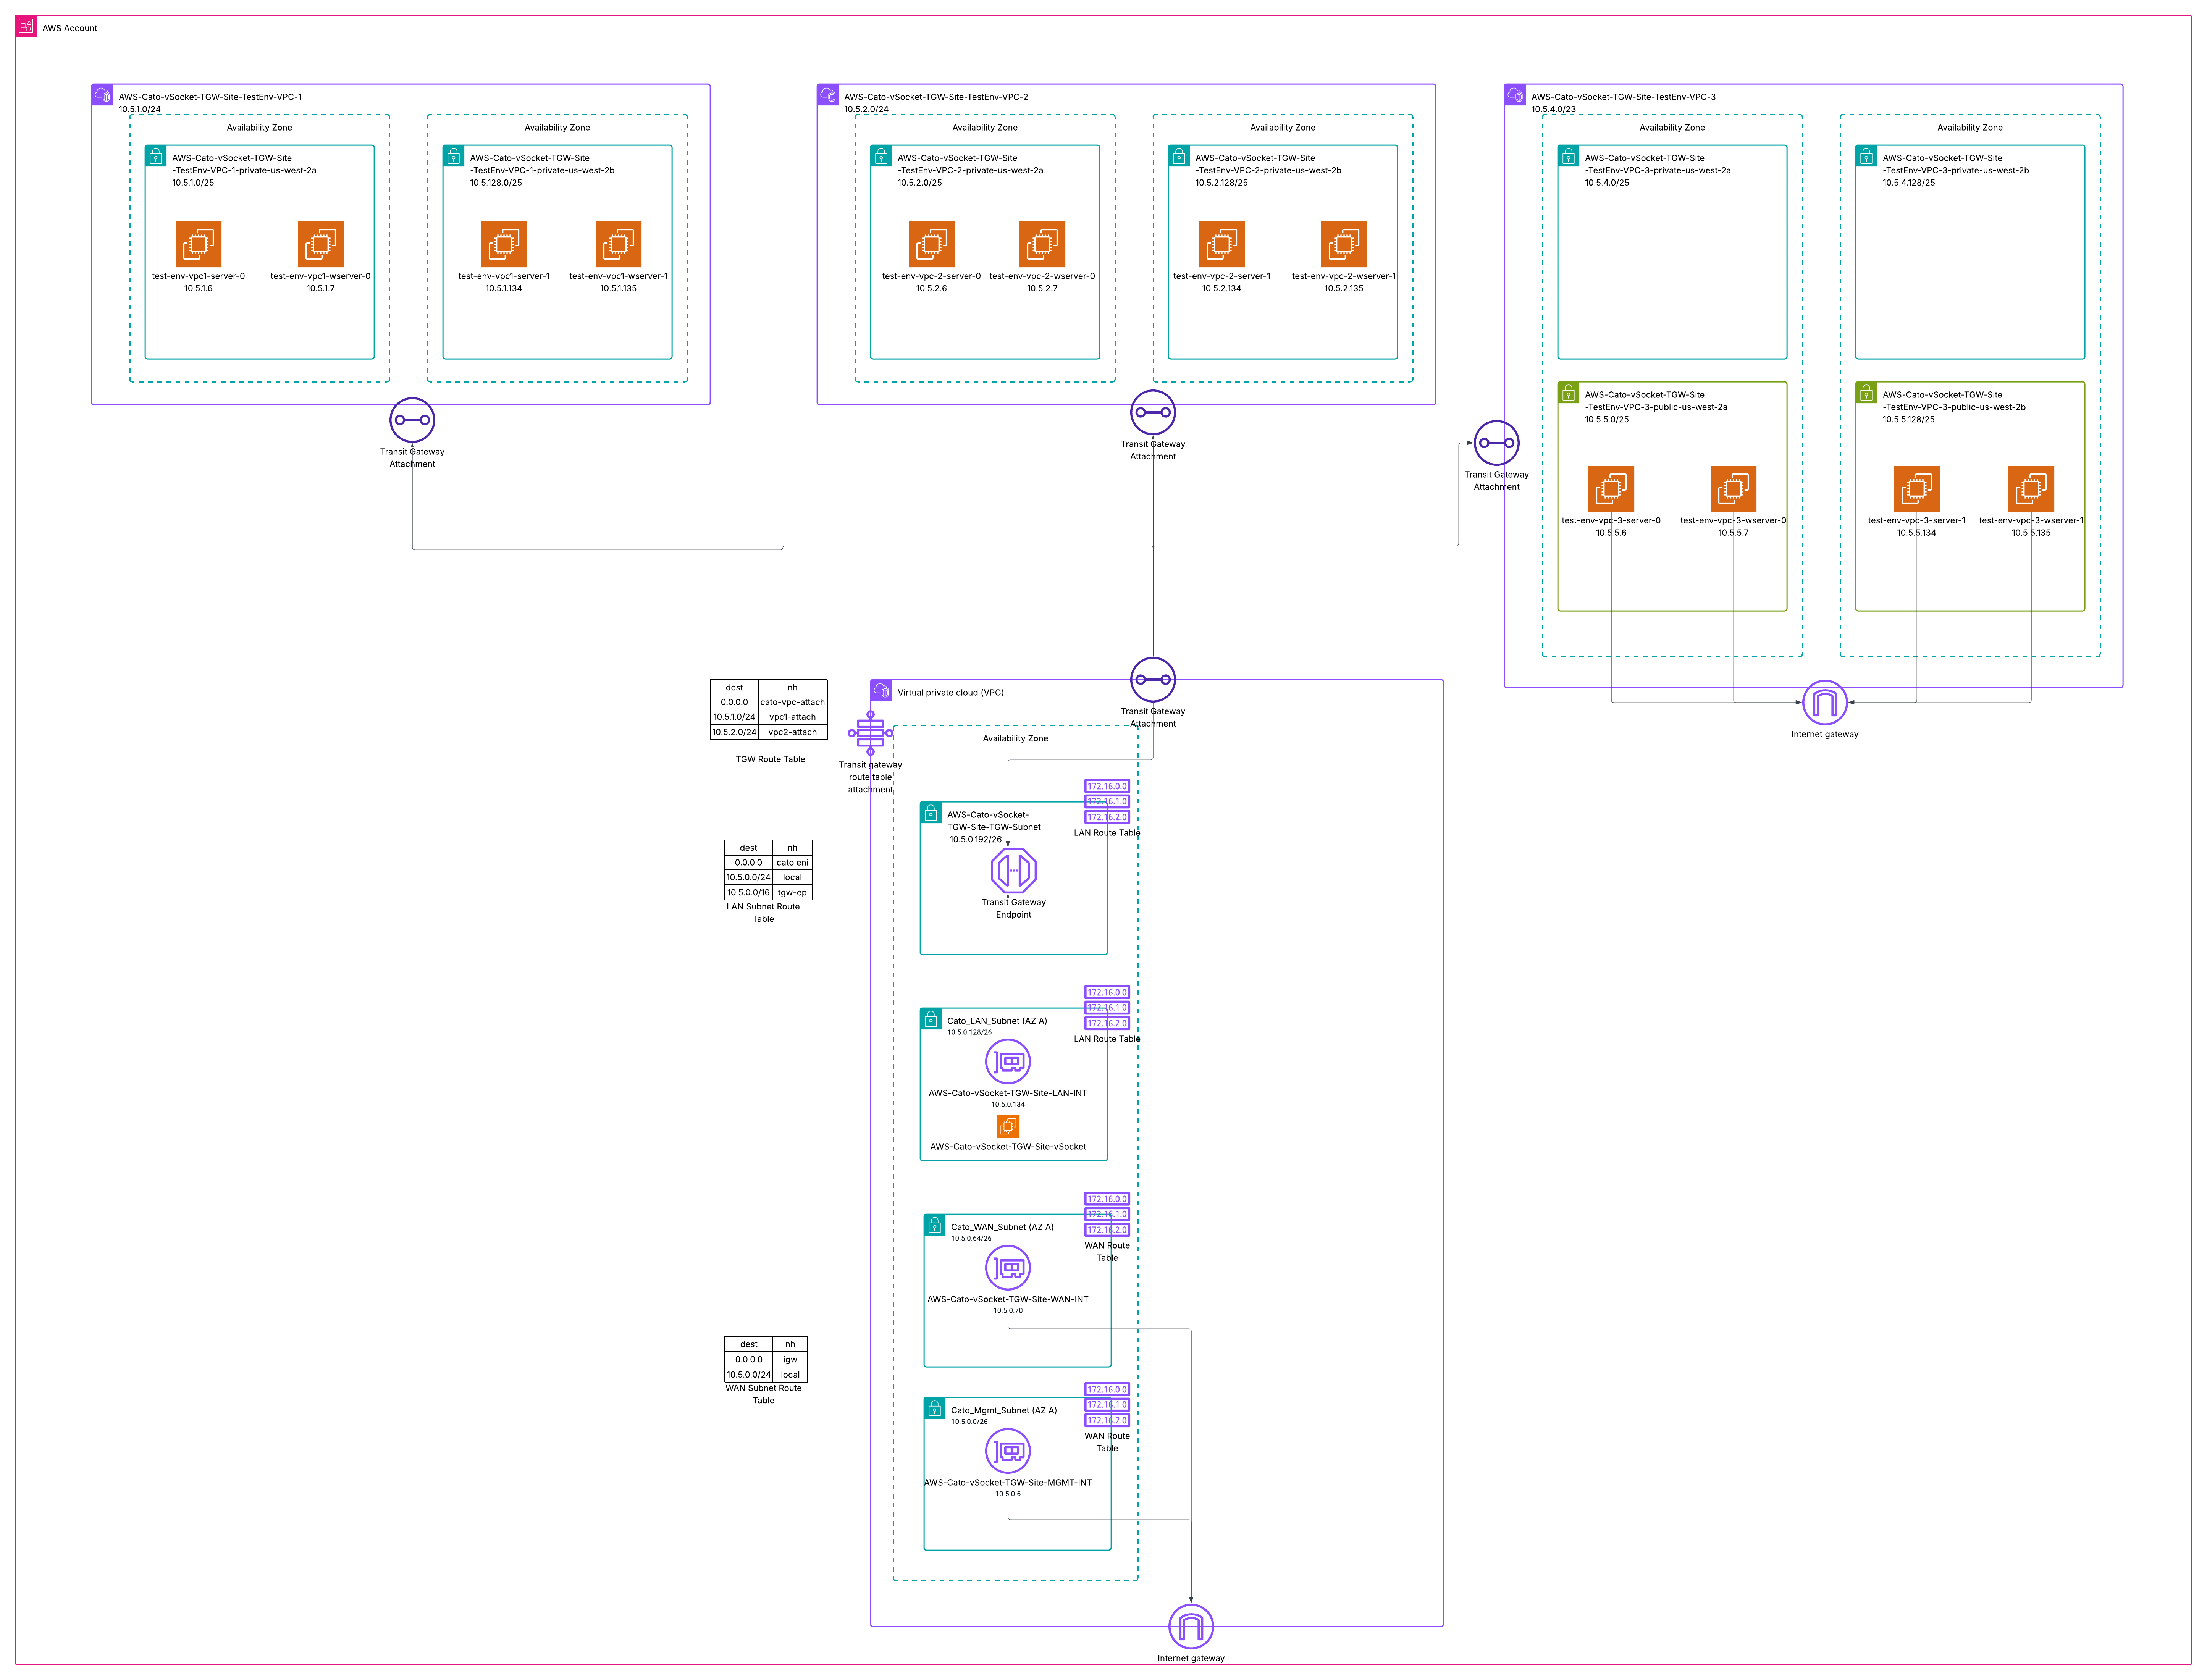 AWS Account
AWS-Cato-vSocket-TGW-Site-TestEnv-VPC-1
10.5.1.0/24
Availability Zone
AWS-Cato-vSocket-TGW-Site
-TestEnv-VPC-1-private-us-west-2a
10.5.1.0/25
test-env-vpc1-server-0
10.5.1.6
test-env-vpc1-wserver-0
10.5.1.7
Availability Zone
AWS-Cato-vSocket-TGW-Site
-TestEnv-VPC-1-private-us-west-2b
10.5.128.0/25
test-env-vpc1-server-1
10.5.1.134
test-env-vpc1-wserver-1
10.5.1.135
Transit Gateway
Attachment
AWS-Cato-vSocket-TGW-Site-TestEnv-VPC-2
10.5.2.0/24
Availability Zone
AWS-Cato-vSocket-TGW-Site
-TestEnv-VPC-2-private-us-west-2a
10.5.2.0/25
test-env-vpc-2-server-0
10.5.2.6
test-env-vpc-2-wserver-0
10.5.2.7
Availability Zone
AWS-Cato-vSocket-TGW-Site
-TestEnv-VPC-2-private-us-west-2b
10.5.2.128/25
test-env-vpc-2-server-1
10.5.2.134
test-env-vpc-2-wserver-1
10.5.2.135
Transit Gateway
Attachment
AWS-Cato-vSocket-TGW-Site-TestEnv-VPC-3
10.5.4.0/23
Availability Zone
AWS-Cato-vSocket-TGW-Site
-TestEnv-VPC-3-private-us-west-2a
10.5.4.0/25
Availability Zone
AWS-Cato-vSocket-TGW-Site
-TestEnv-VPC-3-private-us-west-2b
10.5.4.128/25
Transit Gateway
Attachment
AWS-Cato-vSocket-TGW-Site
-TestEnv-VPC-3-public-us-west-2a
10.5.5.0/25
test-env-vpc-3-server-0
10.5.5.6
test-env-vpc-3-wserver-0
10.5.5.7
AWS-Cato-vSocket-TGW-Site
-TestEnv-VPC-3-public-us-west-2b
10.5.5.128/25
test-env-vpc-3-server-1
10.5.5.134
test-env-vpc-3-wserver-1
10.5.5.135
Internet gateway
dest nh
0.0.0.0 cato-vpc-attach
10.5.1.0/24 vpc1-attach
10.5.2.0/24 vpc2-attach
TGW Route Table
Virtual private cloud (VPC)
Transit Gateway
Attachment
Transit gateway
route table
attachment
Availability Zone
172.16.0.0
172.16.1.0
172.16.2.0
LAN Route Table
AWS-Cato-vSocket-
TGW-Site-TGW-Subnet
10.5.0.192/26
Transit Gateway
Endpoint
dest nh
0.0.0.0 cato eni
10.5.0.0/24 local
10.5.0.0/16 tgw-ep
LAN Subnet Route
Table
172.16.0.0
172.16.1.0
172.16.2.0
LAN Route Table
Cato_LAN_Subnet (AZ A)
10.5.0.128/26
AWS-Cato-vSocket-TGW-Site-LAN-INT
10.5.0.134
AWS-Cato-vSocket-TGW-Site-vSocket
172.16.0.0
172.16.1.0
172.16.2.0
WAN Route
Table
Cato_WAN_Subnet (AZ A)
10.5.0.64/26
AWS-Cato-vSocket-TGW-Site-WAN-INT
10.5.0.70
dest nh
0.0.0.0 igw
10.5.0.0/24 local
WAN Subnet Route
Table
172.16.0.0
172.16.1.0
172.16.2.0
WAN Route
Table
Cato_Mgmt_Subnet (AZ A)
10.5.0.0/26
AWS-Cato-vSocket-TGW-Site-MGMT-INT
10.5.0.6
Internet gateway